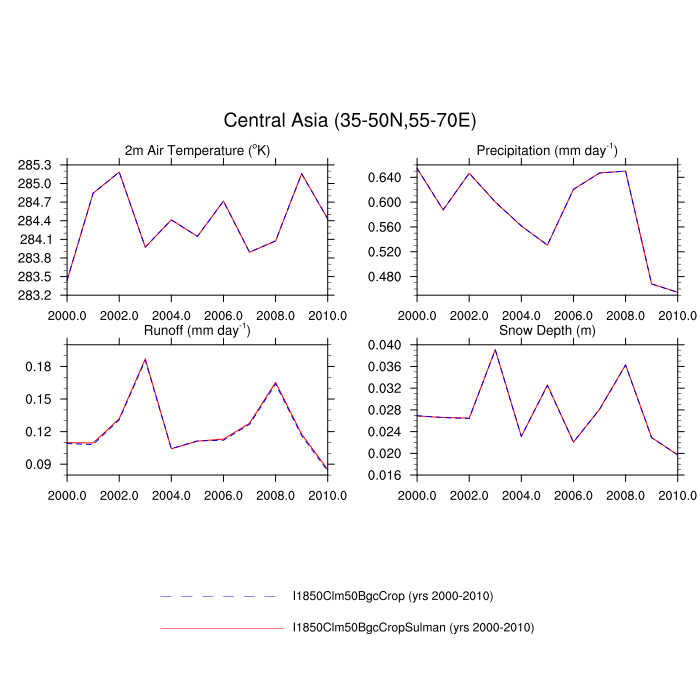 Central Asia (35-50N,55-70E)
2m Air Temperature (°K)
285.3
285.0
284.7
284.4
284.1
283.8
283.5
283.2
2000.0 2002.0 2004.0 2006.0 2008.0 2010.0
Precipitation (mm day⁻¹)
0.640
0.600
0.560
0.520
0.480
2000.0 2002.0 2004.0 2006.0 2008.0 2010.0
Runoff (mm day⁻¹)
0.18
0.15
0.12
0.09
2000.0 2002.0 2004.0 2006.0 2008.0 2010.0
Snow Depth (m)
0.040
0.036
0.032
0.028
0.024
0.020
0.016
2000.0 2002.0 2004.0 2006.0 2008.0 2010.0
I1850Clm50BgcCrop (yrs 2000-2010)
I1850Clm50BgcCropSulman (yrs 2000-2010)